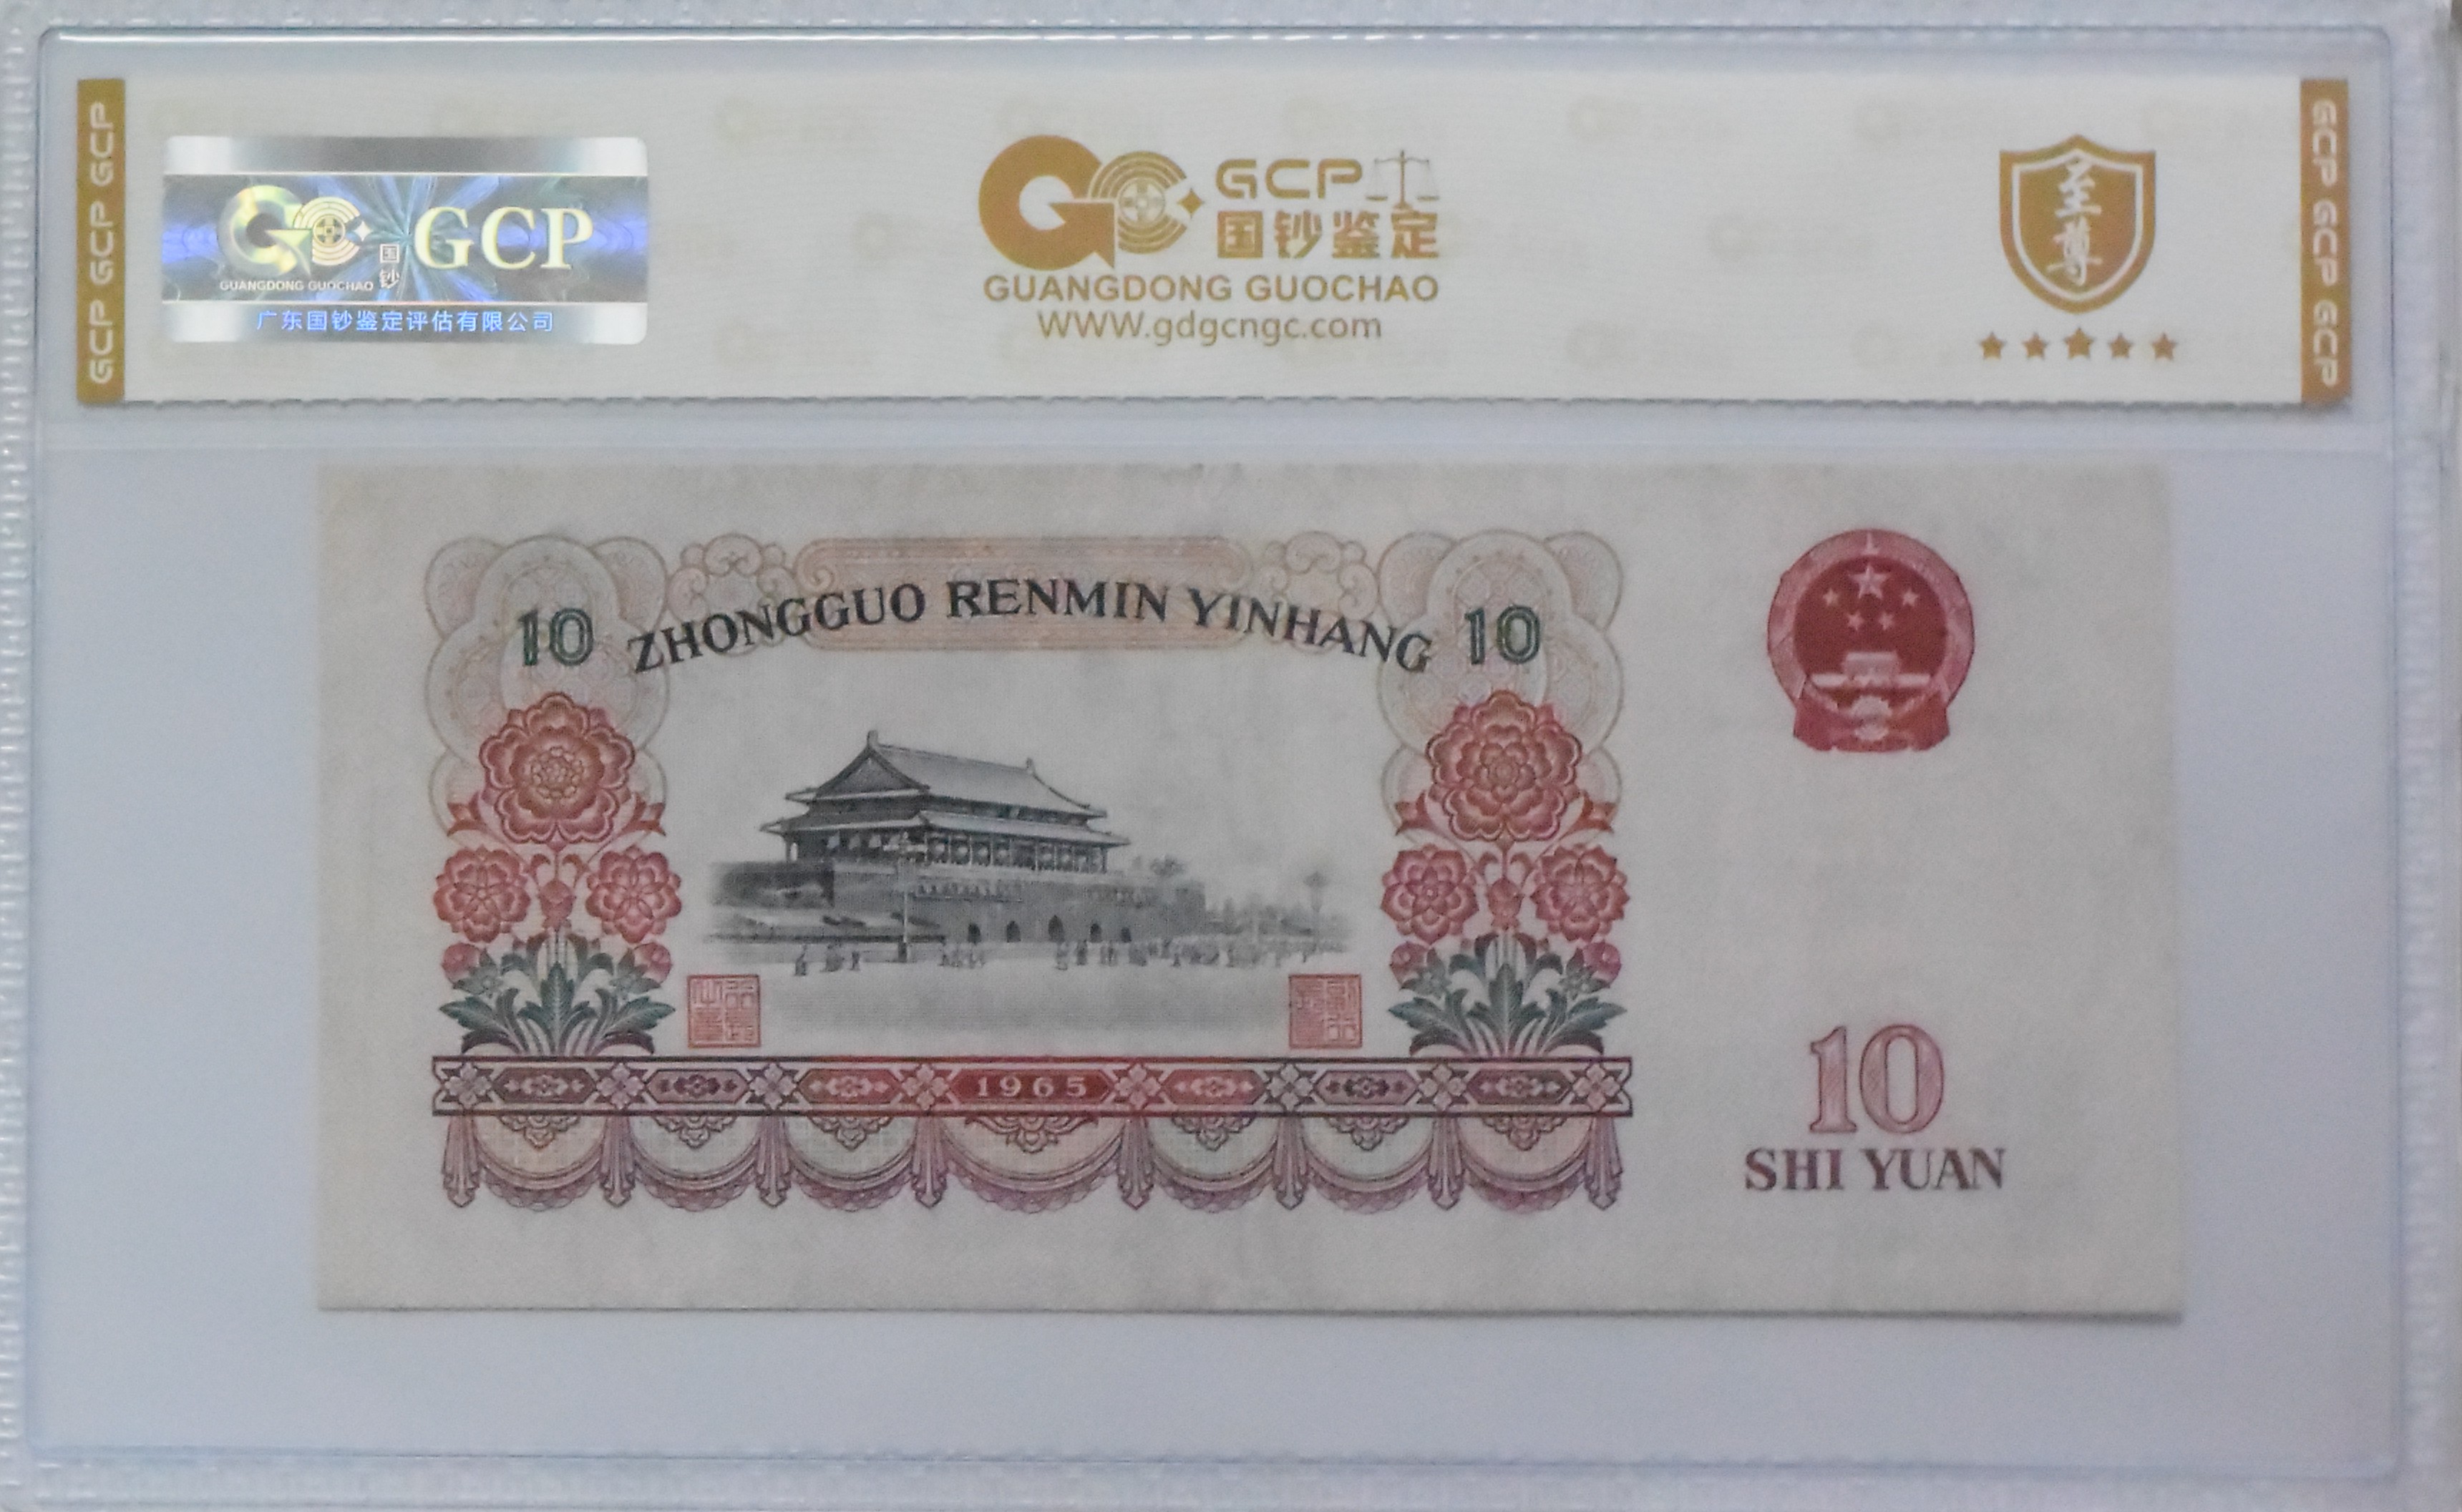 GCP GCP GCP
GCP
国
钞
GUANGDONG GUOCHAO
广东国钞鉴定评估有限公司
GCP
国钞鉴定
GUANGDONG GUOCHAO
WWW.gdgcngc.com
至
尊
GCP GCP GCP
10 ZHONGGUO RENMIN YINHANG 10
1965
10
SHI YUAN